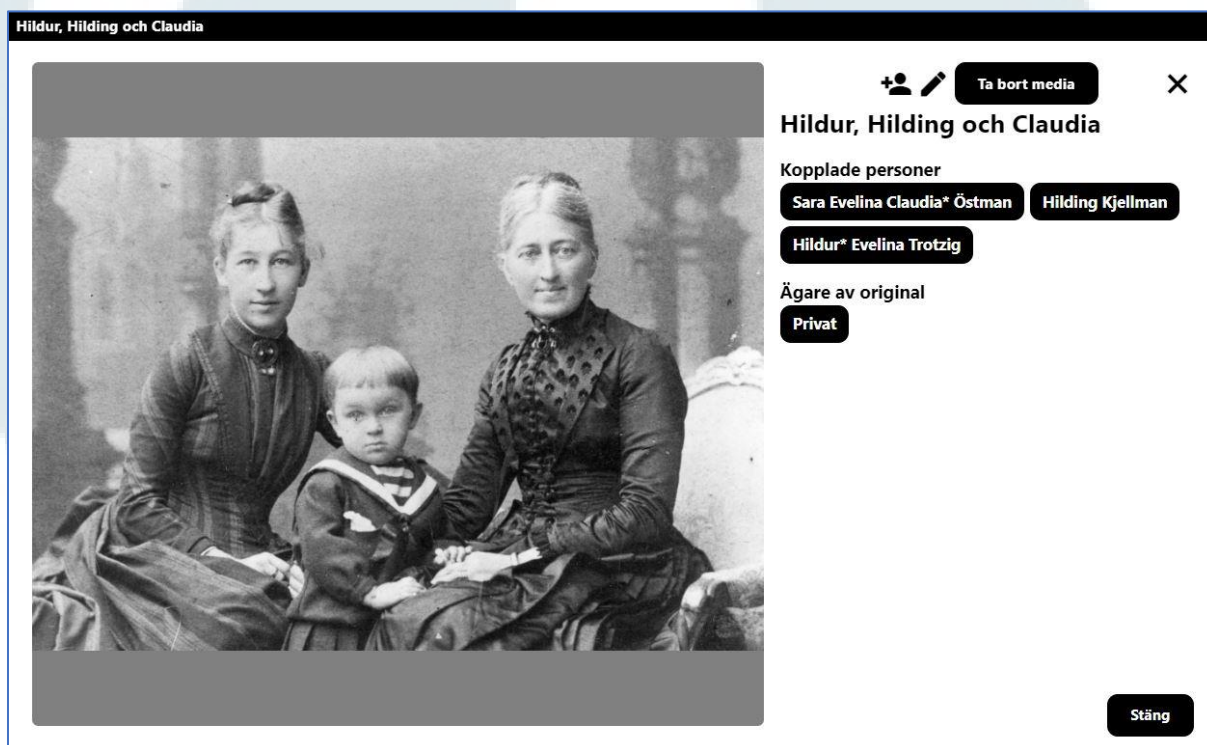 Hildur, Hilding och Claudia
Ta bort media
Hildur, Hilding och Claudia
Kopplade personer
Sara Evelina Claudia* Östman Hilding Kjellman
Hildur* Evelina Trotzig
Ägare av original
Privat
Stäng